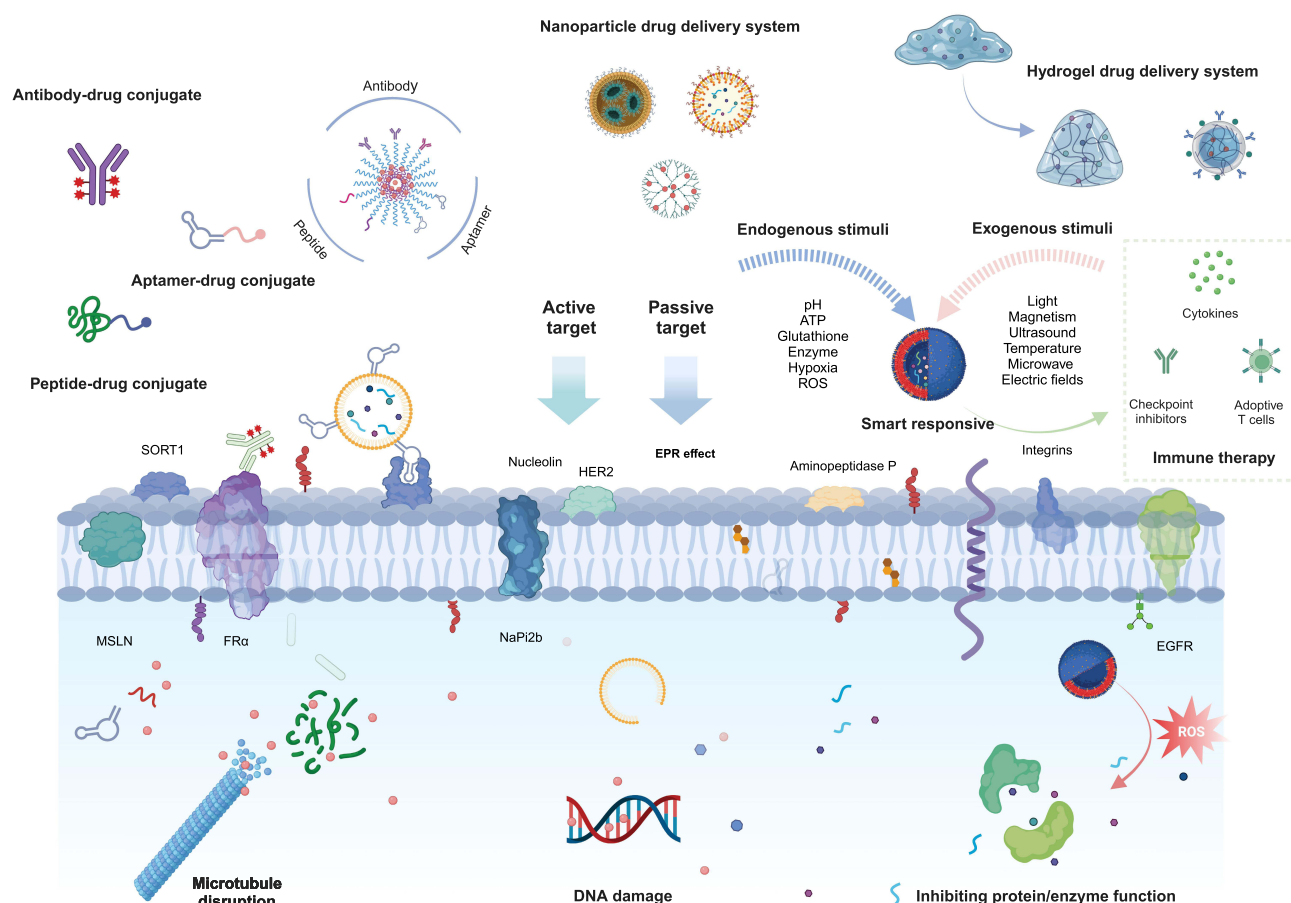 Nanoparticle drug delivery system
Hydrogel drug delivery system
Antibody-drug conjugate
Antibody
Peptide
Aptamer
Aptamer-drug conjugate
Peptide-drug conjugate
Endogenous stimuli
Exogenous stimuli
Active
target
Passive
target
pH
ATP
Glutathione
Enzyme
Hypoxia
ROS
Light
Magnetism
Ultrasound
Temperature
Microwave
Electric fields
Smart responsive
Cytokines
Checkpoint
inhibitors
Adoptive
T cells
Immune therapy
SORT1
Nucleolin
HER2
EPR effect
Aminopeptidase P
Integrins
MSLN
FRα
NaPi2b
EGFR
ROS
Microtubule
disruption
DNA damage
Inhibiting protein/enzyme function